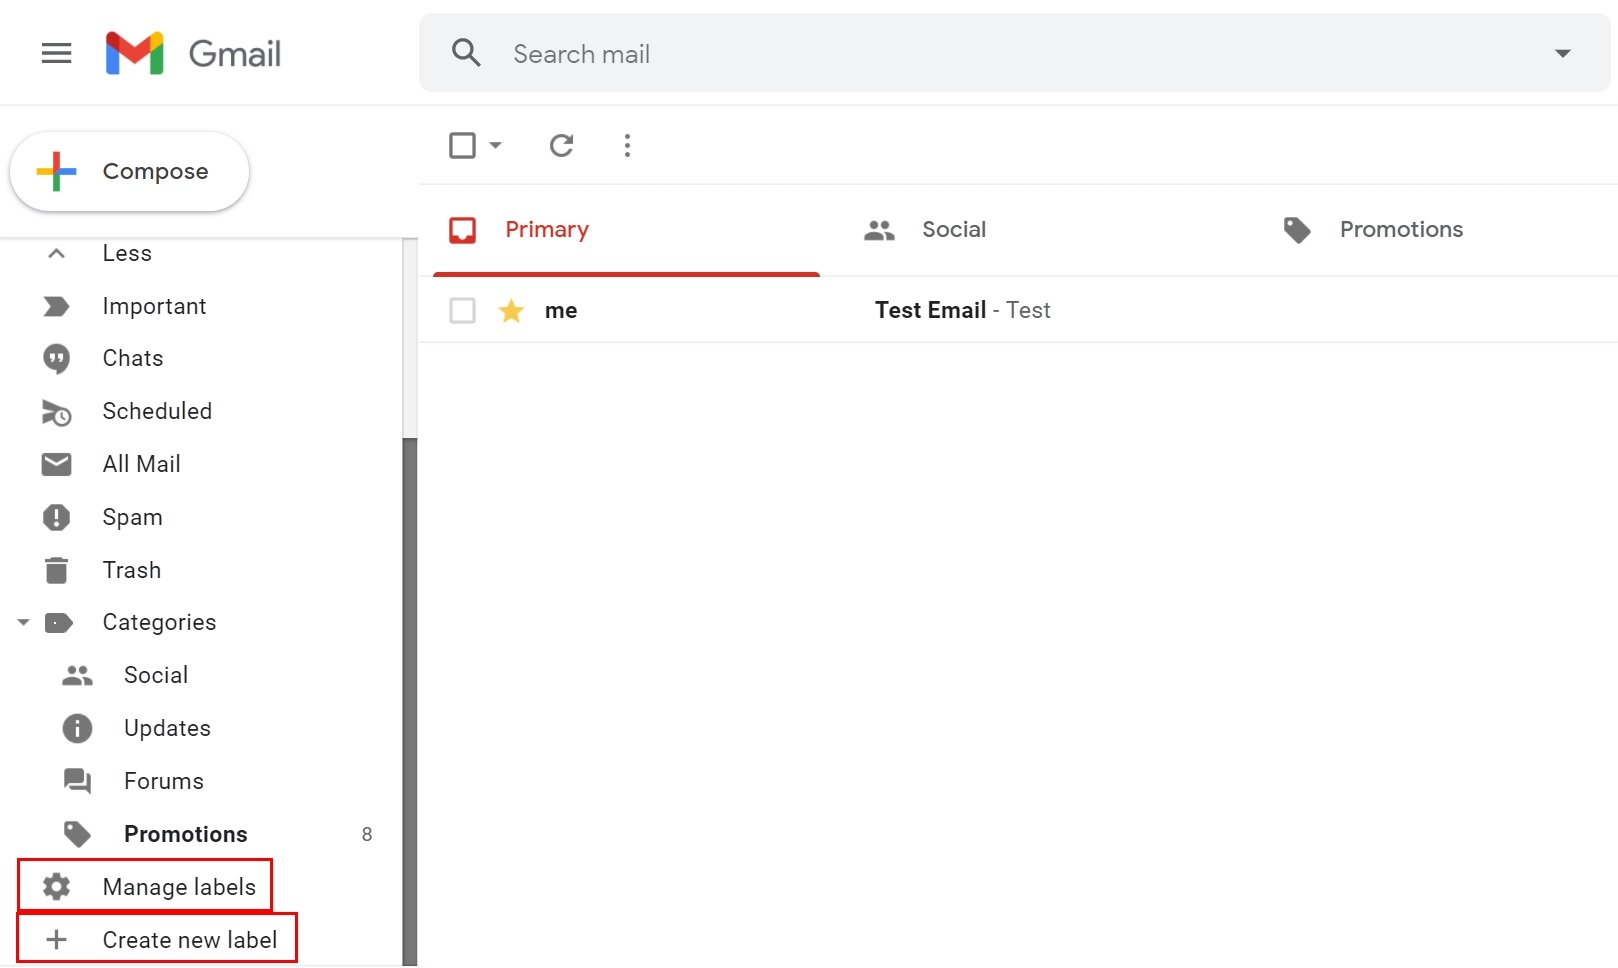 Gmail
Search mail
Compose
Primary
Social
Promotions
me
Test Email - Test
Less
Important
Chats
Scheduled
All Mail
Spam
Trash
Categories
Social
Updates
Forums
Promotions 8
Manage labels
Create new label